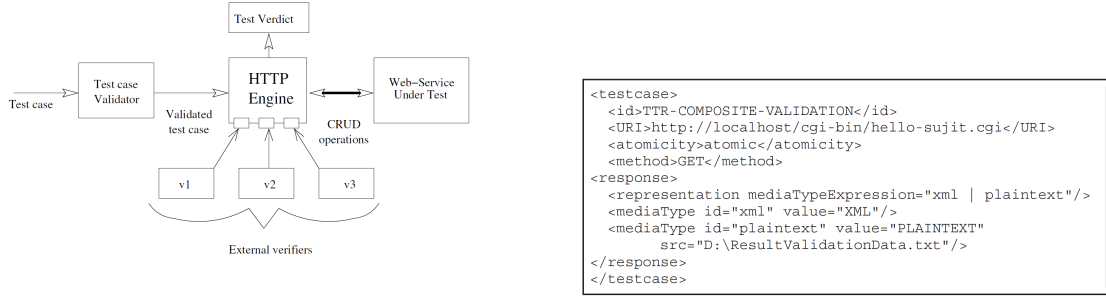 Test Verdict
HTTP
Engine
Test case
Validator
Web-Service
Under Test
Test case
Validated
test case
CRUD
operations
v1
v2
v3
External verifiers
<testcase>
<id>TTR-COMPOSITE-VALIDATION</id>
<URI>http://localhost/cgi-bin/hello-sujit.cgi</URI>
<atomicity>atomic</atomicity>
<method>GET</method>
<response>
<representation mediaTypeExpression="xml | plaintext"/>
<mediaType id="xml" value="XML"/>
<mediaType id="plaintext" value="PLAINTEXT"
src="D:\ResultValidationData.txt"/>
</response>
</testcase>